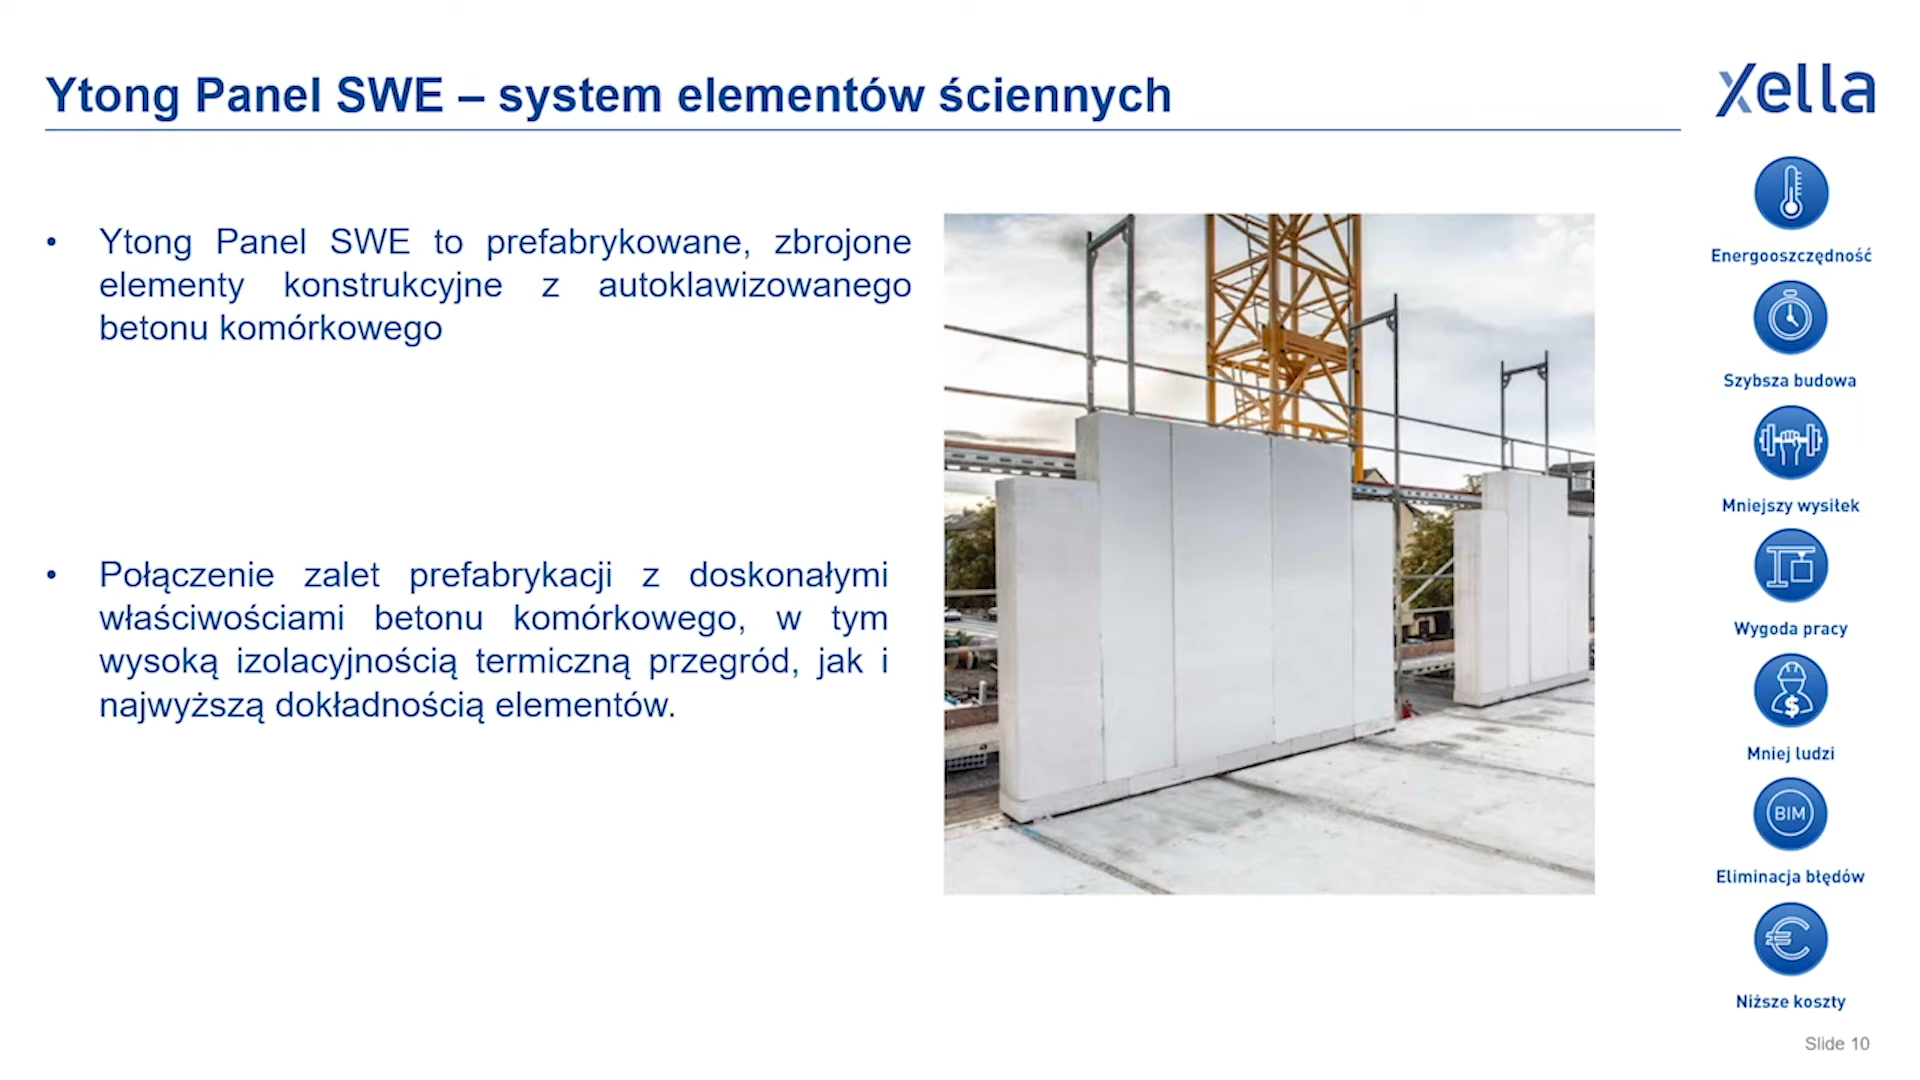 Ytong Panel SWE – system elementów ściennych
Xella
• Ytong Panel SWE to prefabrykowane, zbrojone
elementy konstrukcyjne z autoklawizowanego
betonu komórkowego
• Połączenie zalet prefabrykacji z doskonałymi
właściwościami betonu komórkowego, w tym
wysoką izolacyjnością termiczną przegród, jak i
najwyższą dokładnością elementów.
Energooszczędność
Szybsza budowa
Mniejszy wysiłek
Wygoda pracy
$
Mniej ludzi
BIM
Eliminacja błędów
€
Niższe koszty
Slide 10